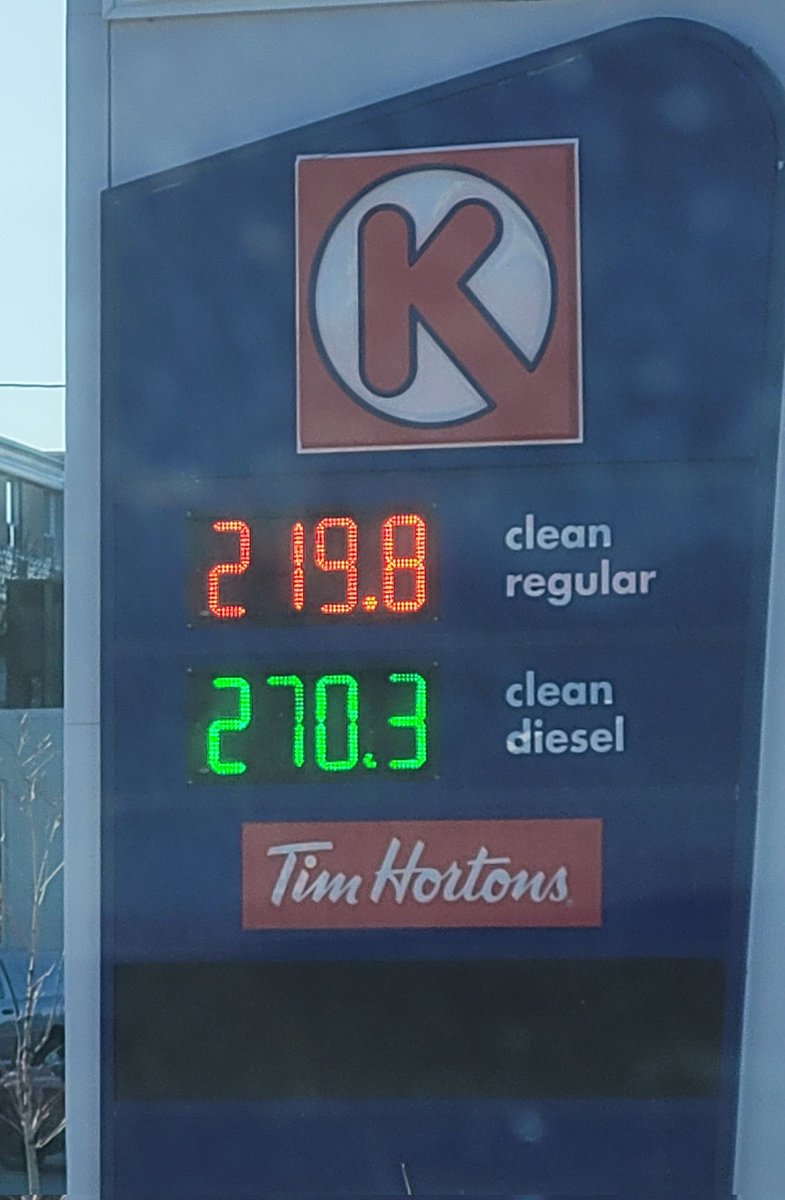 K
219.8 clean
regular
270.3 clean
diesel
Tim Hortons